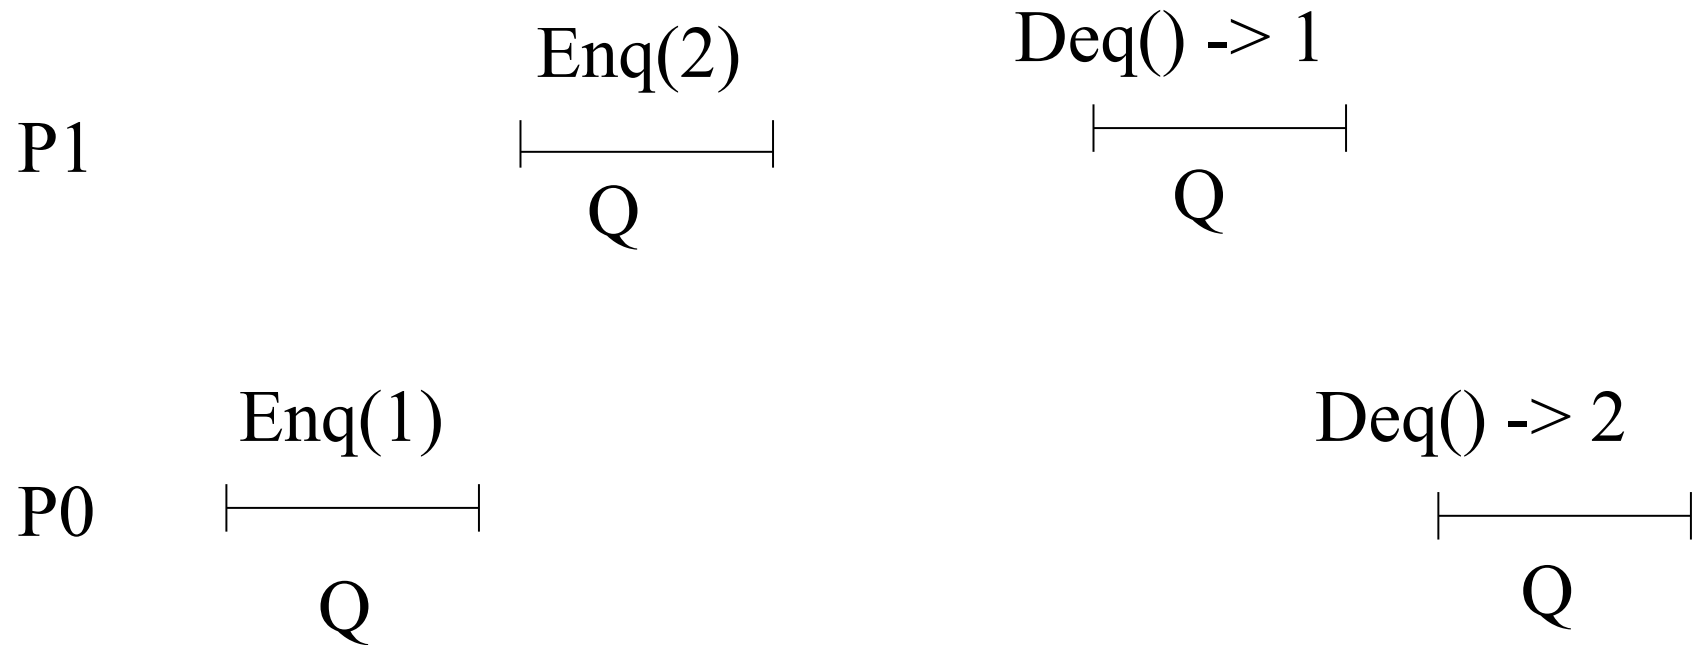 Enq(2)
Deq() -> 1
P1
Q
Q
Enq(1)
Deq() -> 2
P0
Q
Q